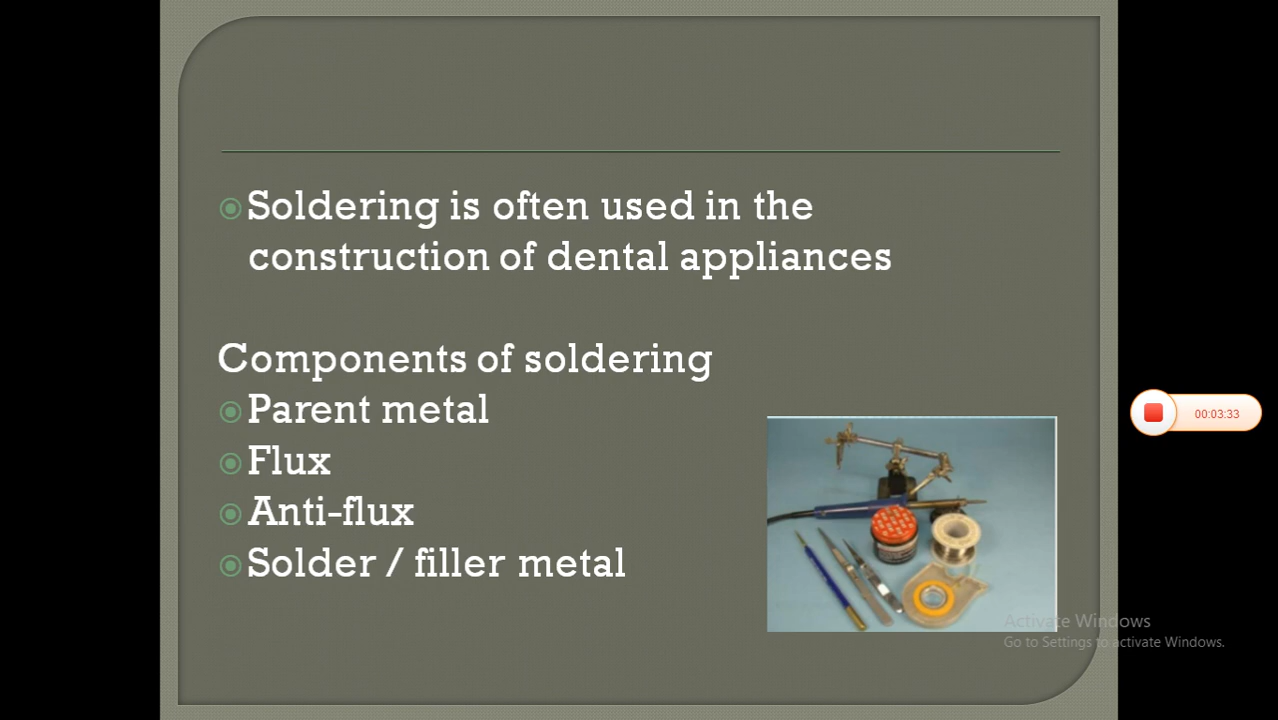 Soldering is often used in the
construction of dental appliances
Components of soldering
Parent metal
Flux
Anti-flux
Solder / filler metal
00:03:33
Activate Windows
Go to Settings to activate Windows.